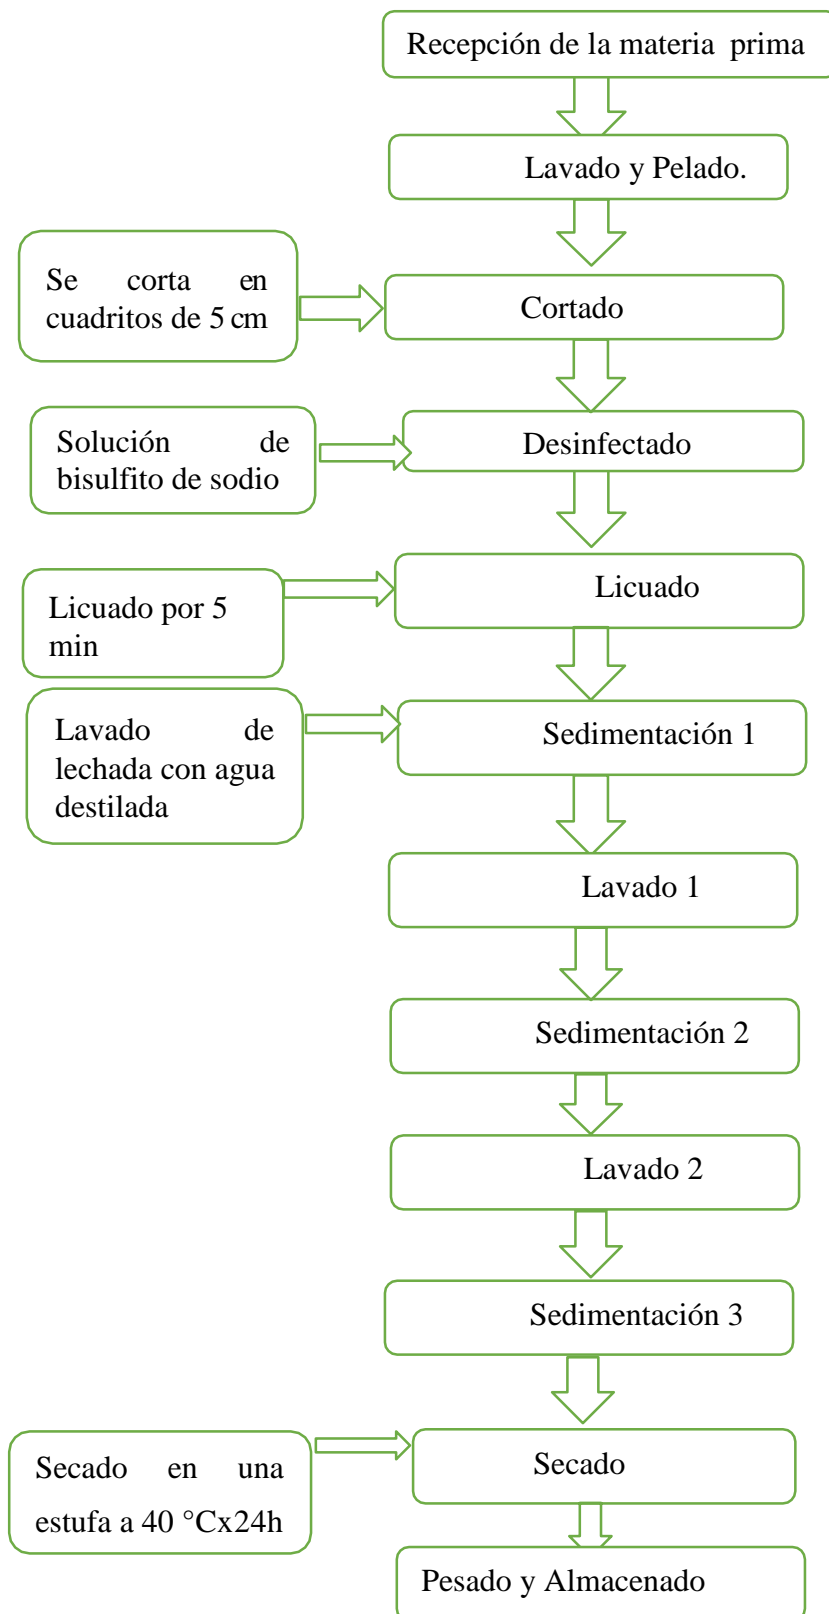 Recepción de la materia prima
Lavado y Pelado.
Se corta en
cuadritos de 5 cm
Cortado
Solución de
bisulfito de sodio
Desinfectado
Licuado por 5
min
Licuado
Lavado de
lechada con agua
destilada
Sedimentación 1
Lavado 1
Sedimentación 2
Lavado 2
Sedimentación 3
Secado en una
estufa a 40 °Cx24h
Secado
Pesado y Almacenado